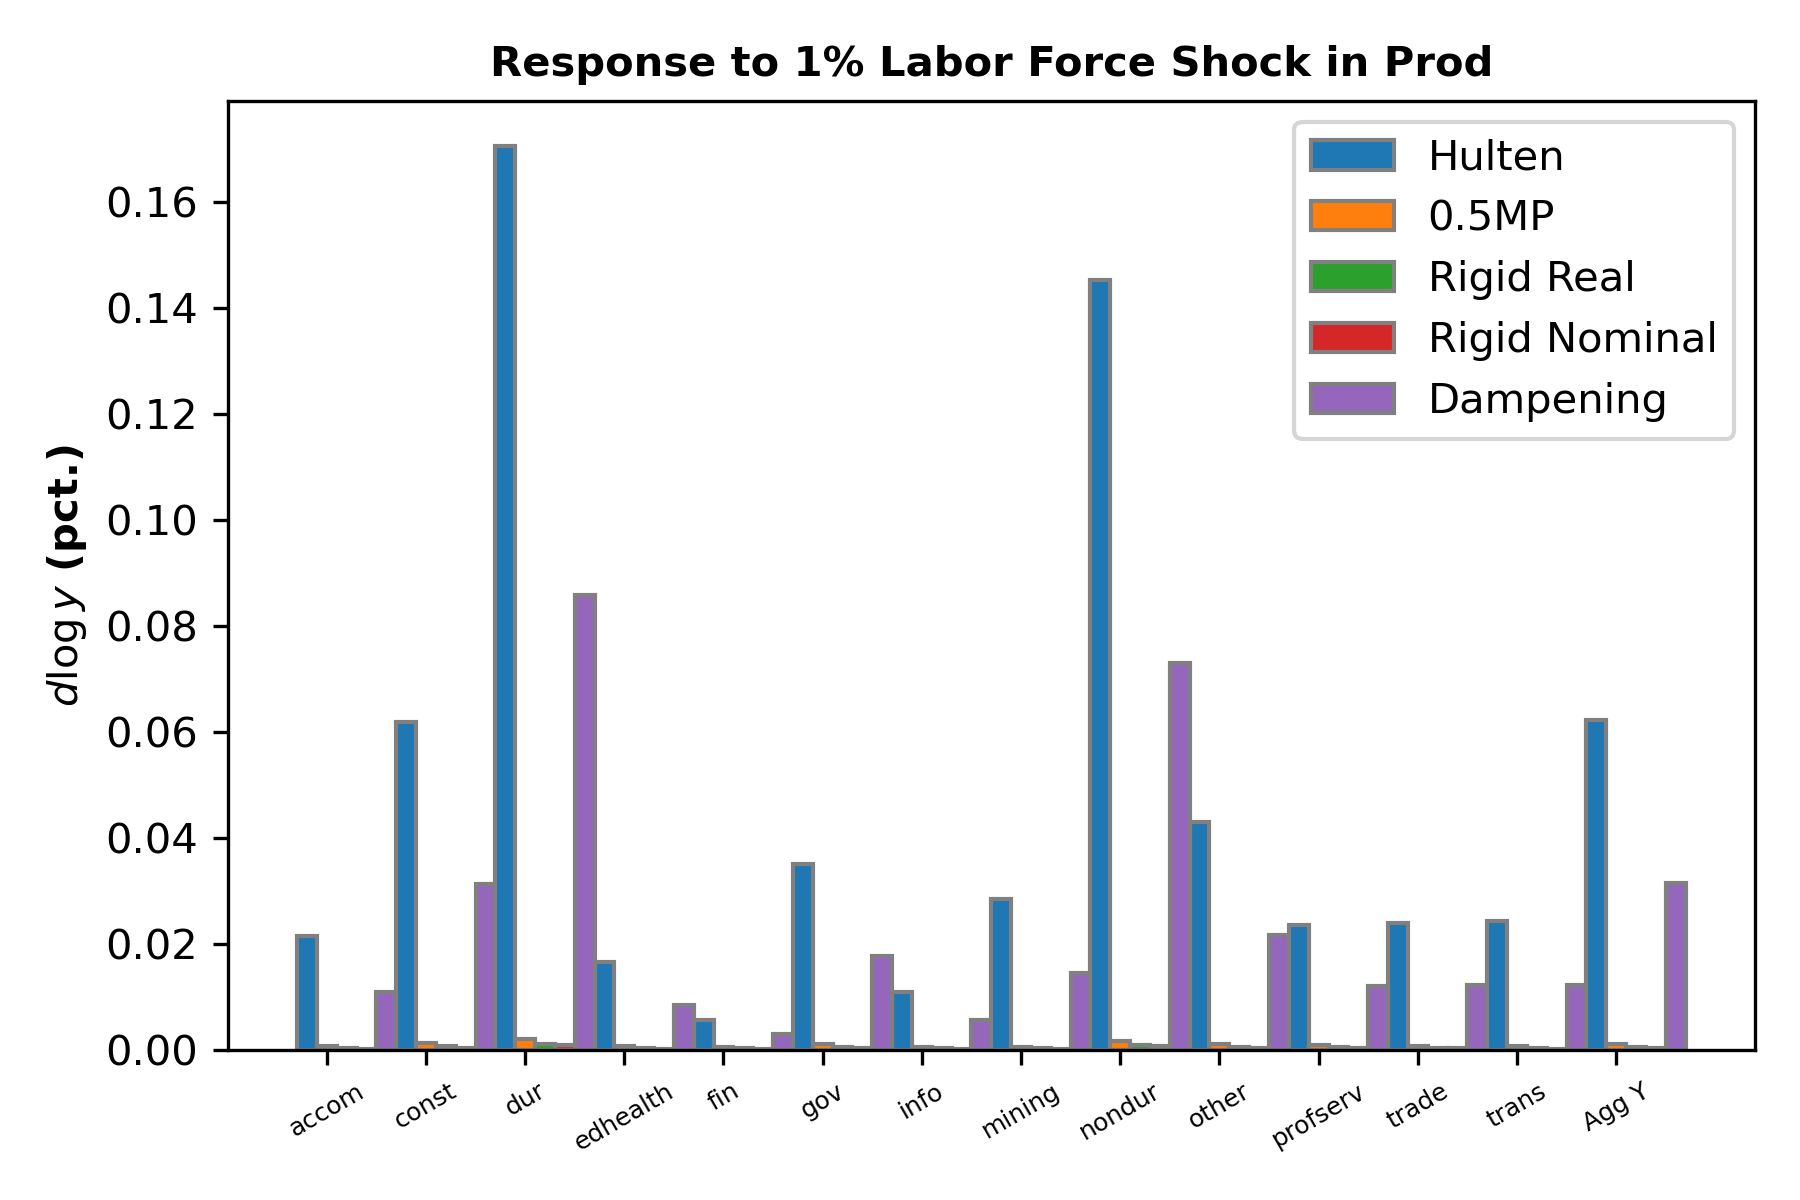 Response to 1% Labor Force Shock in Prod
Hulten
0.5MP
Rigid Real
Rigid Nominal
Dampening
dlog y (pct.)
0.16
0.14
0.12
0.10
0.08
0.06
0.04
0.02
0.00
accom
const
dur
edhealth
fin
gov
info
mining
nondur
other
profserv
trade
trans
Agg Y